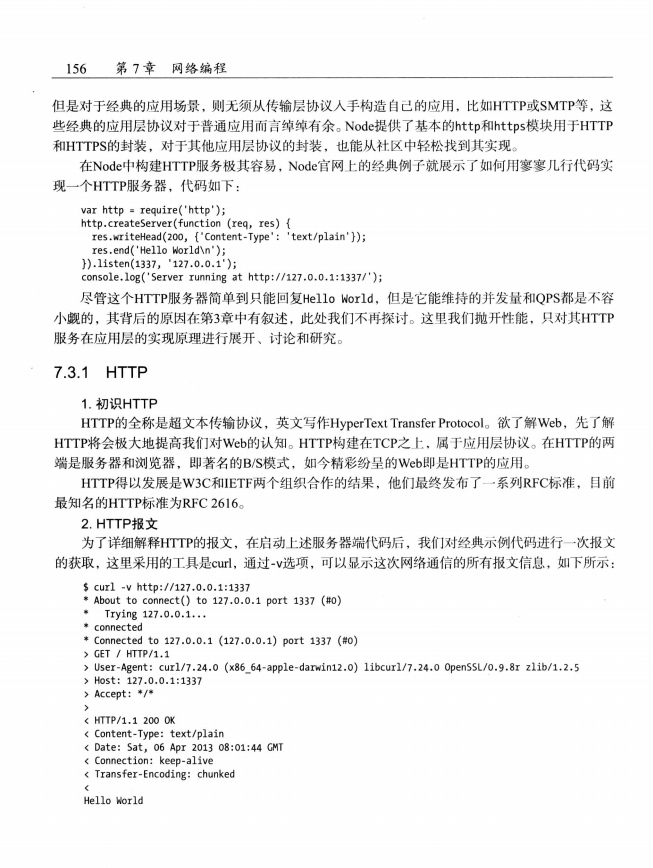 156 第 7 章 网络编程
但是对于经典的应用场景，则无须从传输层协议入手构造自己的应用，比如HTTP或SMTP等，这
些经典的应用层协议对于普通应用而言绰绰有余。Node提供了基本的http和https模块用于HTTP
和HTTPS的封装，对于其他应用层协议的封装，也能从社区中轻松找到其实现。
在Node中构建HTTP服务极其容易，Node官网上的经典例子就展示了如何用寥寥几行代码实
现一个HTTP服务器，代码如下：
var http = require('http');
http.createServer(function (req, res) {
res.writeHead(200, {'Content-Type': 'text/plain'});
res.end('Hello World\n');
}).listen(1337, '127.0.0.1');
console.log('Server running at http://127.0.0.1:1337/');
尽管这个HTTP服务器简单到只能回复Hello World，但是它能维持的并发量和QPS都是不容
小觑的，其背后的原因在第3章中有叙述，此处我们不再探讨。这里我们抛开性能，只对其HTTP
服务在应用层的实现原理进行展开、讨论和研究。
7.3.1 HTTP
1. 初识HTTP
HTTP的全称是超文本传输协议，英文写作HyperText Transfer Protocol。欲了解Web，先了解
HTTP将会极大地提高我们对Web的认知。HTTP构建在TCP之上，属于应用层协议。在HTTP的两
端是服务器和浏览器，即著名的B/S模式，如今精彩纷呈的Web即是HTTP的应用。
HTTP得以发展是W3C和IETF两个组织合作的结果，他们最终发布了一系列RFC标准，目前
最知名的HTTP标准为RFC 2616。
2. HTTP报文
为了详细解释HTTP的报文，在启动上述服务器端代码后，我们对经典示例代码进行一次报文
的获取，这里采用的工具是curl，通过-v选项，可以显示这次网络通信的所有报文信息，如下所示：
$ curl -v http://127.0.0.1:1337
* About to connect() to 127.0.0.1 port 1337 (#0)
* Trying 127.0.0.1...
* connected
* Connected to 127.0.0.1 (127.0.0.1) port 1337 (#0)
> GET / HTTP/1.1
> User-Agent: curl/7.24.0 (x86_64-apple-darwin12.0) libcurl/7.24.0 OpenSSL/0.9.8r zlib/1.2.5
> Host: 127.0.0.1:1337
> Accept: */*
>
< HTTP/1.1 200 OK
< Content-Type: text/plain
< Date: Sat, 06 Apr 2013 08:01:44 GMT
< Connection: keep-alive
< Transfer-Encoding: chunked
<
Hello World